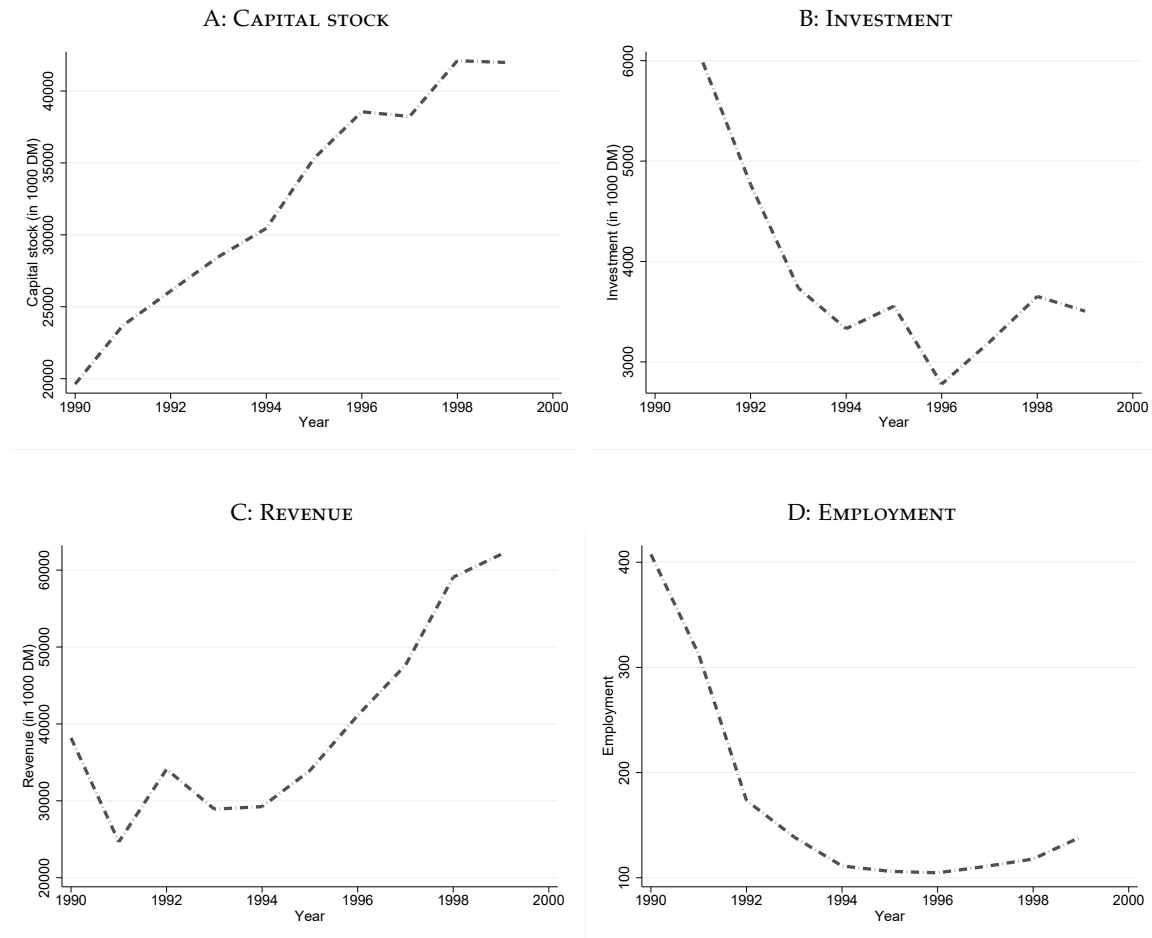 A: CAPITAL STOCK
Capital stock (in 1000 DM)
40000
35000
30000
25000
20000
1990 1992 1994 1996 1998 2000
Year
B: INVESTMENT
Investment (in 1000 DM)
6000
5000
4000
3000
1990 1992 1994 1996 1998 2000
Year
C: REVENUE
Revenue (in 1000 DM)
60000
50000
40000
30000
20000
1990 1992 1994 1996 1998 2000
Year
D: EMPLOYMENT
Employment
400
300
200
100
1990 1992 1994 1996 1998 2000
Year